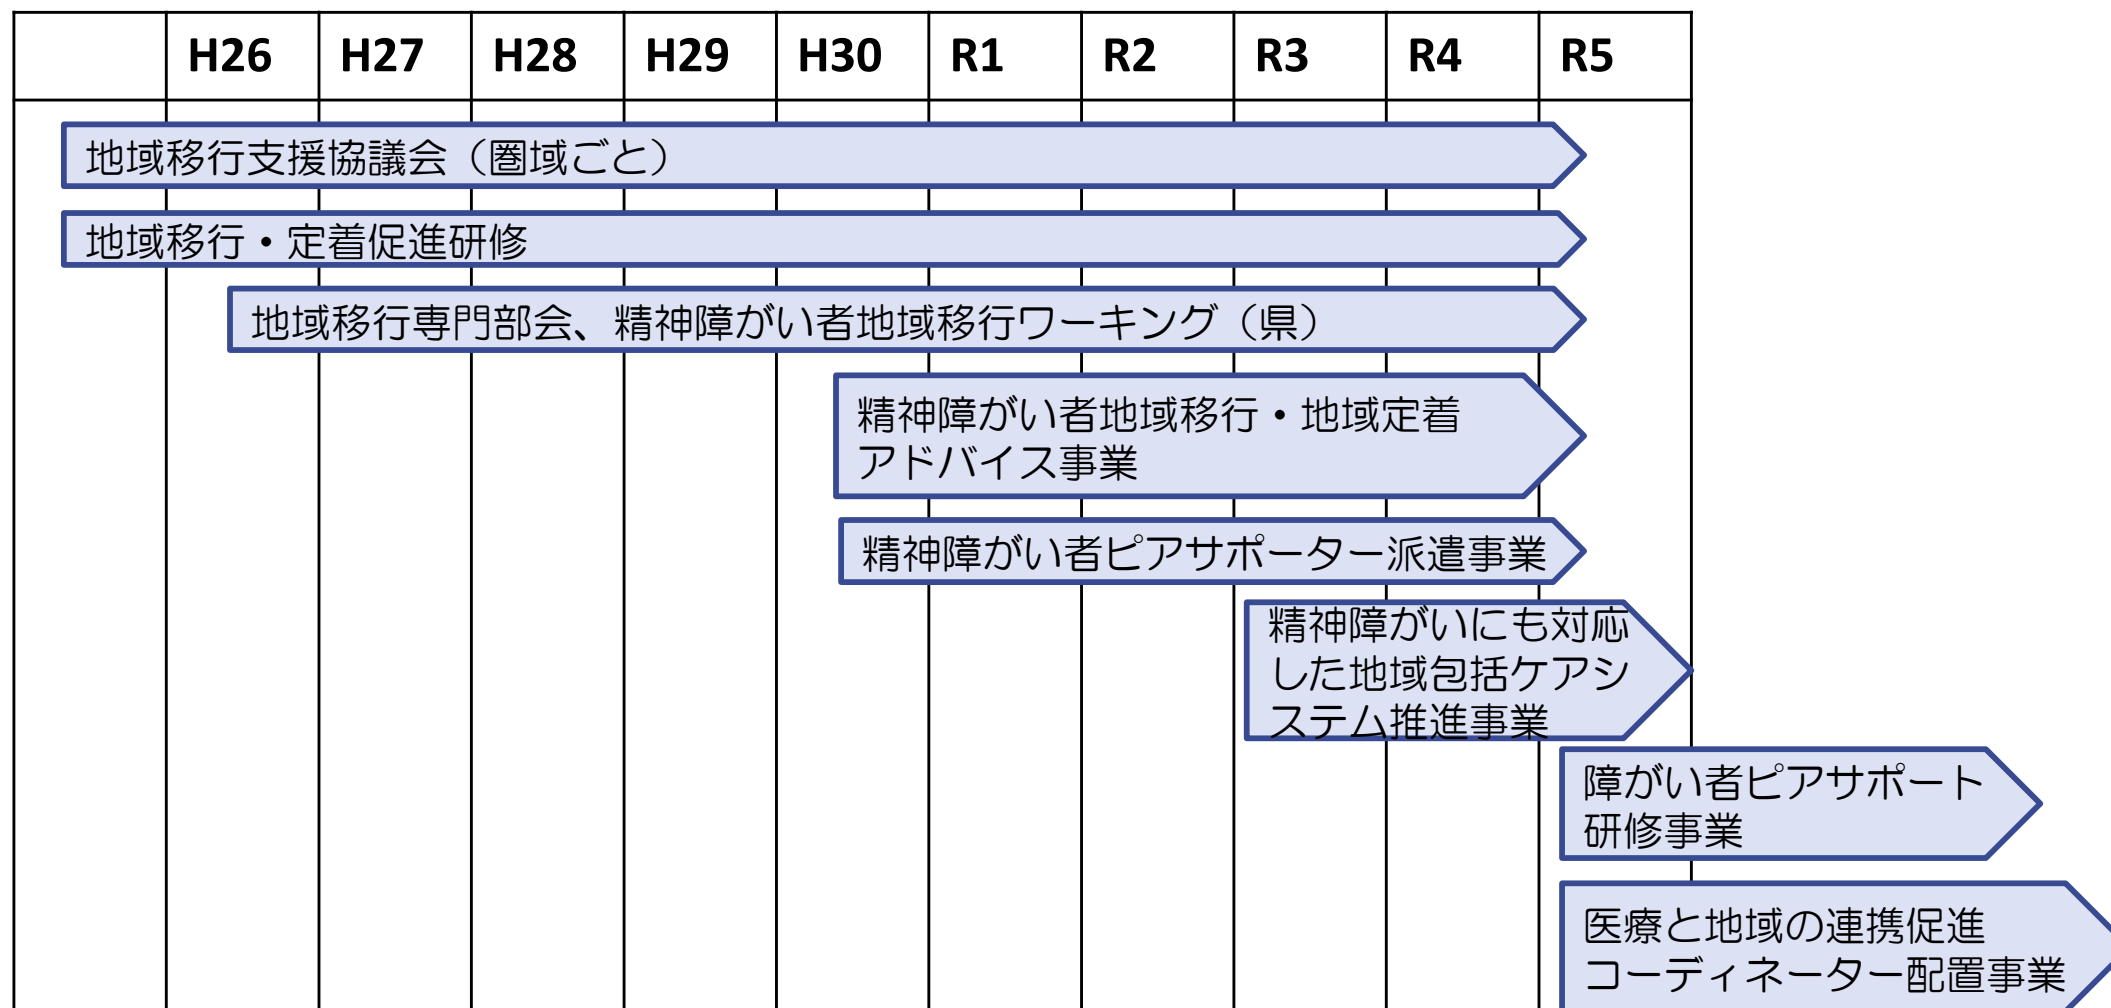 H26 H27 H28 H29 H30 R1 R2 R3 R4 R5
地域移行支援協議会（圏域ごと）
地域移行・定着促進研修
地域移行専門部会、精神障がい者地域移行ワーキング（県）
精神障がい者地域移行・地域定着
アドバイス事業
精神障がい者ピアサポーター派遣事業
精神障がいにも対応
した地域包括ケアシ
ステム推進事業
障がい者ピアサポート
研修事業
医療と地域の連携促進
コーディネーター配置事業